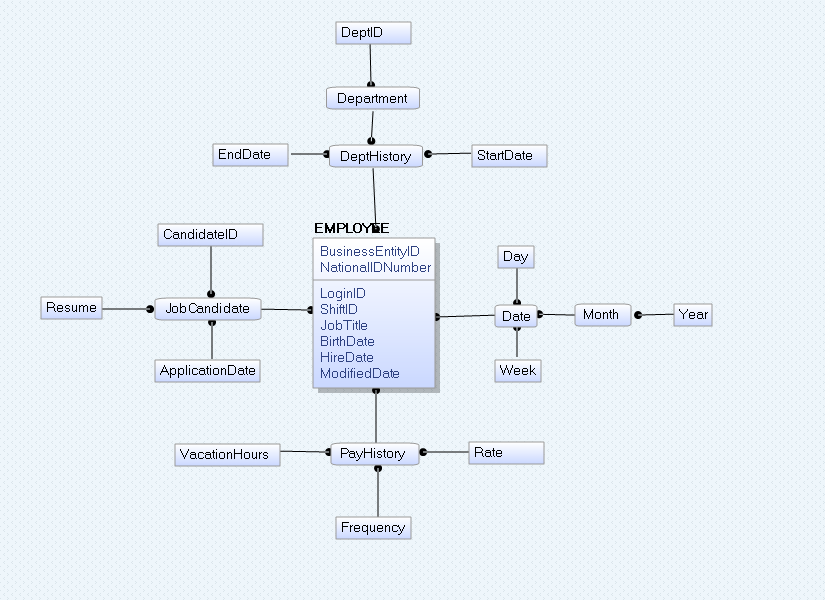 DeptID
Department
EndDate
DeptHistory
StartDate
EMPLOYEE
CandidateID
BusinessEntityID
NationalIDNumber
Day
LoginID
Resume
JobCandidate
ShiftID
Date
Month
Year
JobTitle
BirthDate
HireDate
ApplicationDate
ModifiedDate
Week
VacationHours
PayHistory
Rate
Frequency